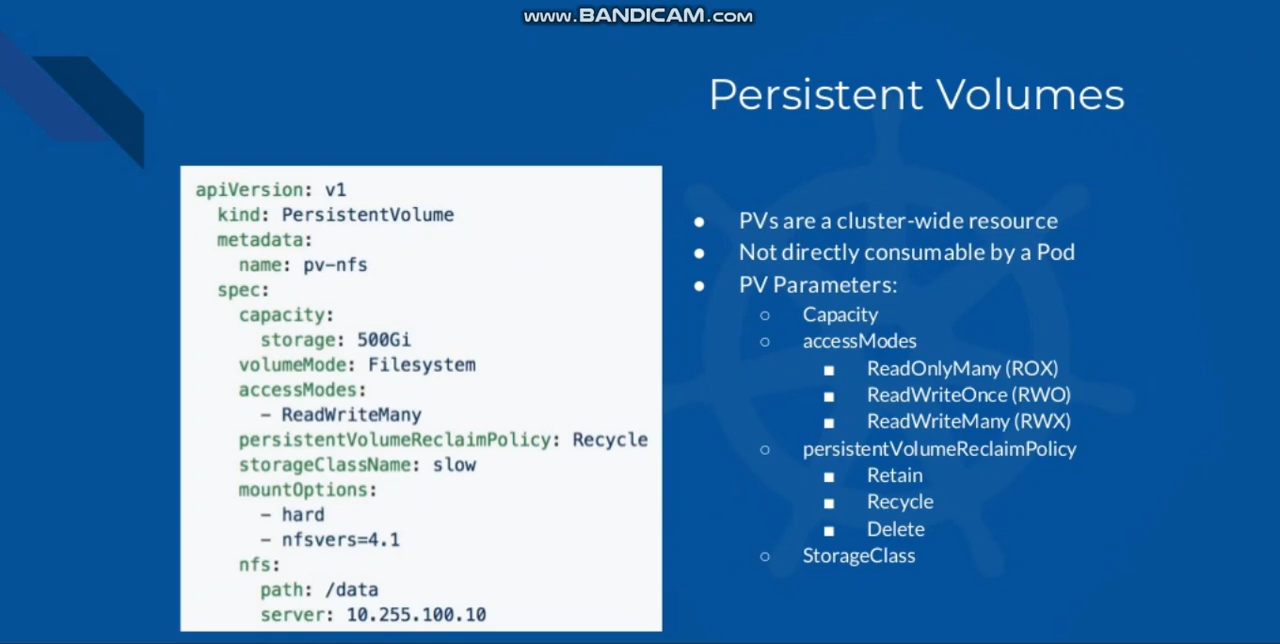 www.BANDICAM.com
Persistent Volumes
apiVersion: v1
kind: PersistentVolume
metadata:
name: pv-nfs
spec:
capacity:
storage: 500Gi
volumeMode: Filesystem
accessModes:
- ReadWriteMany
persistentVolumeReclaimPolicy: Recycle
storageClassName: slow
mountOptions:
- hard
- nfsvers=4.1
nfs:
path: /data
server: 10.255.100.10
● PVs are a cluster-wide resource
● Not directly consumable by a Pod
● PV Parameters:
○ Capacity
○ accessModes
■ ReadOnlyMany (ROX)
■ ReadWriteOnce (RWO)
■ ReadWriteMany (RWX)
○ persistentVolumeReclaimPolicy
■ Retain
■ Recycle
■ Delete
○ StorageClass